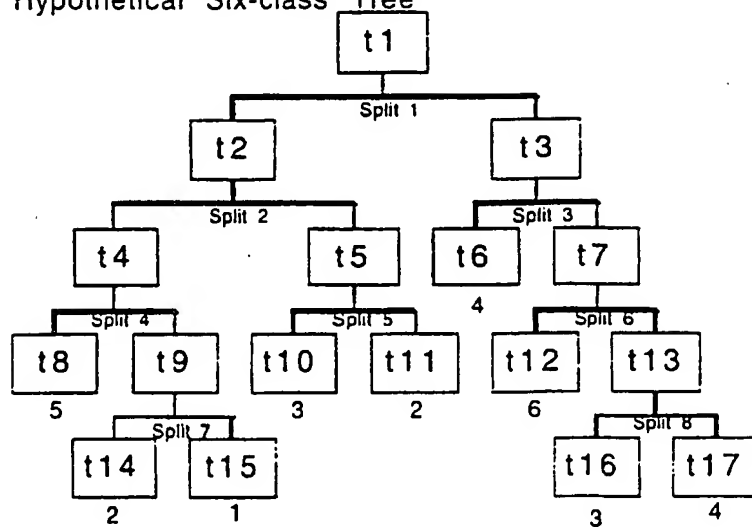 Hypothetical Six-class Tree
t1
Split 1
t2 t3
Split 2 Split 3
t4 t5 t6 t7
4
Split 4 Split 5 Split 6
t8 t9 t10 t11 t12 t13
5 3 2 6
Split 7 Split 8
t14 t15 t16 t17
2 1 3 4